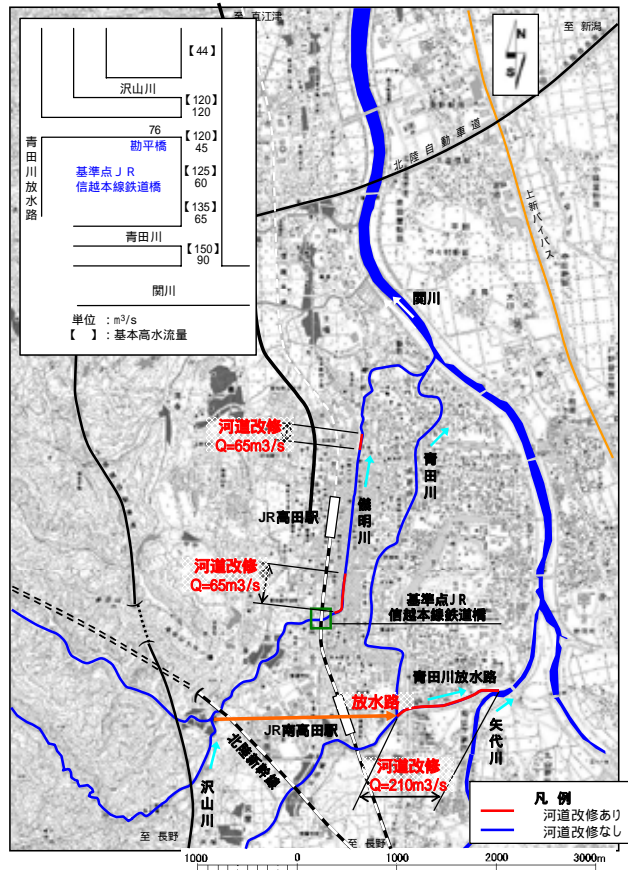 至 直江津
至 新潟
N
S
【44】
沢山川
【120】
120
76
【120】
勘平橋
45
青田川放水路
基準点JR
信越本線鉄道橋
【125】
60
【135】
65
青田川
【150】
90
関川
単位 : m³/s
【 】: 基本高水流量
北陸自動車道
上新バイパス
関川
河道改修
Q=65m3/s
青田川
儀明川
JR高田駅
河道改修
Q=65m3/s
基準点JR
信越本線鉄道橋
青田川放水路
放水路
矢代川
JR南高田駅
北陸新幹線
沢山川
河道改修
Q=210m3/s
凡 例
河道改修あり
河道改修なし
至 長野
至 長野
1000 0 1000 2000 3000m